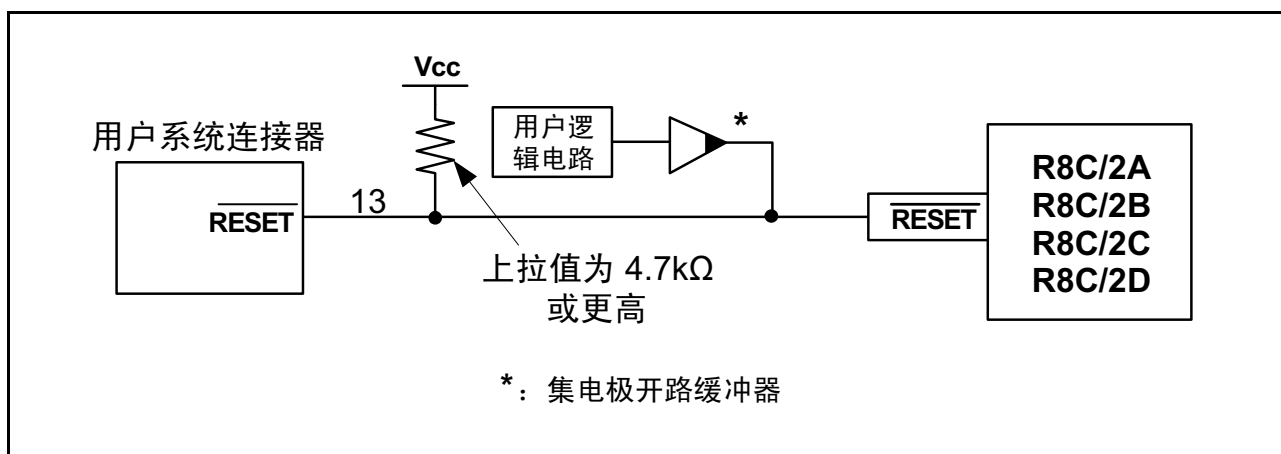 Vcc
用户逻
辑电路
*
用户系统连接器
RESET
13
RESET
R8C/2A
R8C/2B
R8C/2C
R8C/2D
上拉值为 4.7kΩ
或更高
*：集电极开路缓冲器